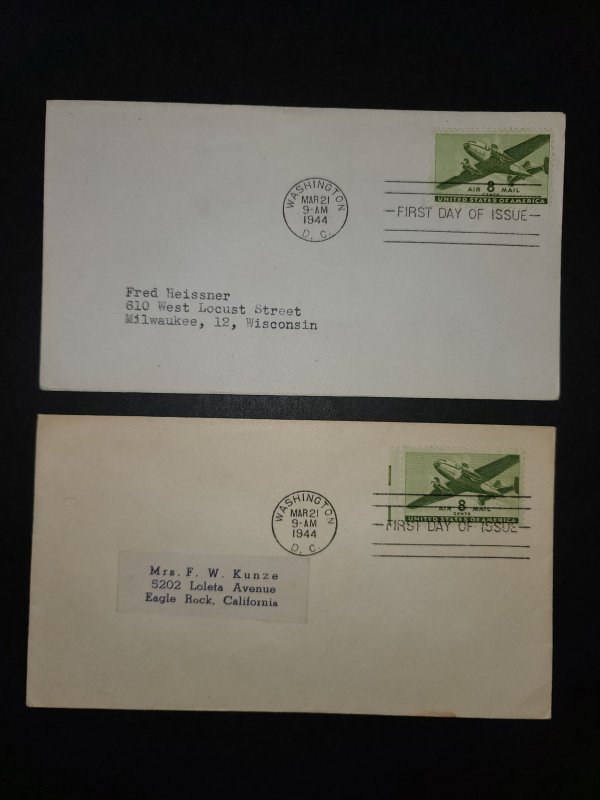 WASHINGTON
MAR 21
9-AM
1944
D. C.
8
CENTS
AIR MAIL
UNITED STATES OF AMERICA
FIRST DAY OF ISSUE
Fred Heissner
610 West Locust Street
Milwaukee, 12, Wisconsin
WASHINGTON
MAR 21
9-AM
1944
D. C.
8
CENTS
AIR MAIL
UNITED STATES OF AMERICA
FIRST DAY OF ISSUE
Mrs. F. W. Kunze
5202 Loleta Avenue
Eagle Rock, California